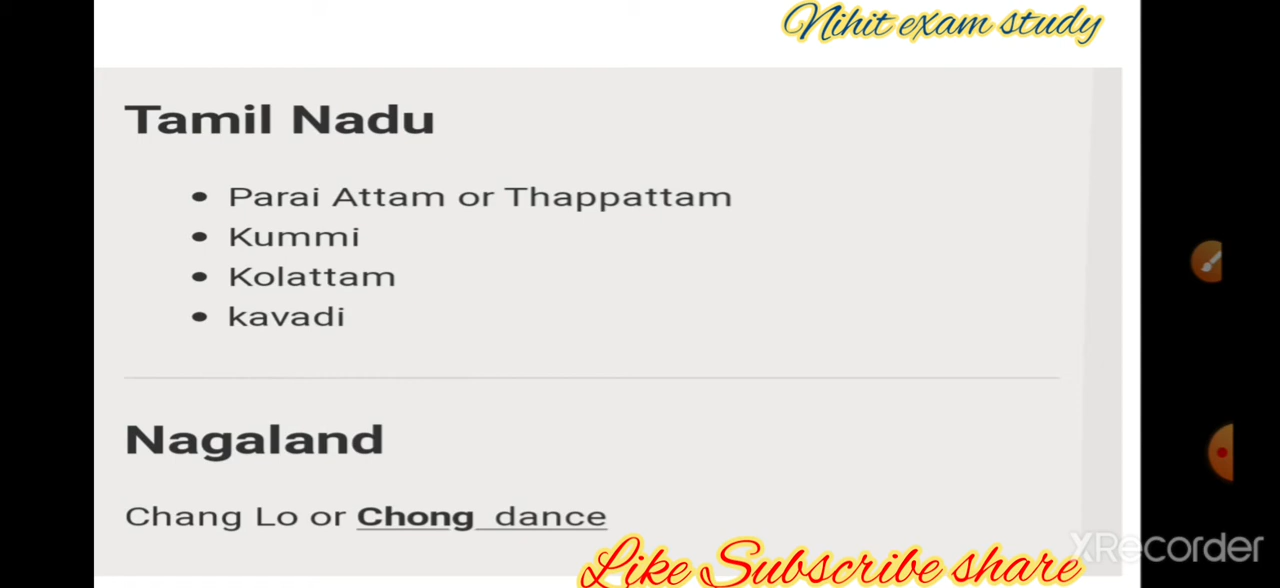 Nihit exam study
Tamil Nadu
Parai Attam or Thappattam
Kummi
Kolattam
kavadi
Nagaland
Chang Lo or Chong dance
Like Subscribe share
XRecorder